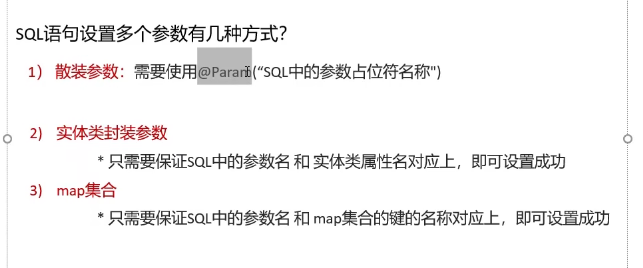 SQL语句设置多个参数有几种方式？
1） 散装参数：需要使用@Param(“SQL中的参数占位符名称")
2） 实体类封装参数
* 只需要保证SQL中的参数名 和 实体类属性名对应上，即可设置成功
3） map集合
* 只需要保证SQL中的参数名 和 map集合的键的名称对应上，即可设置成功